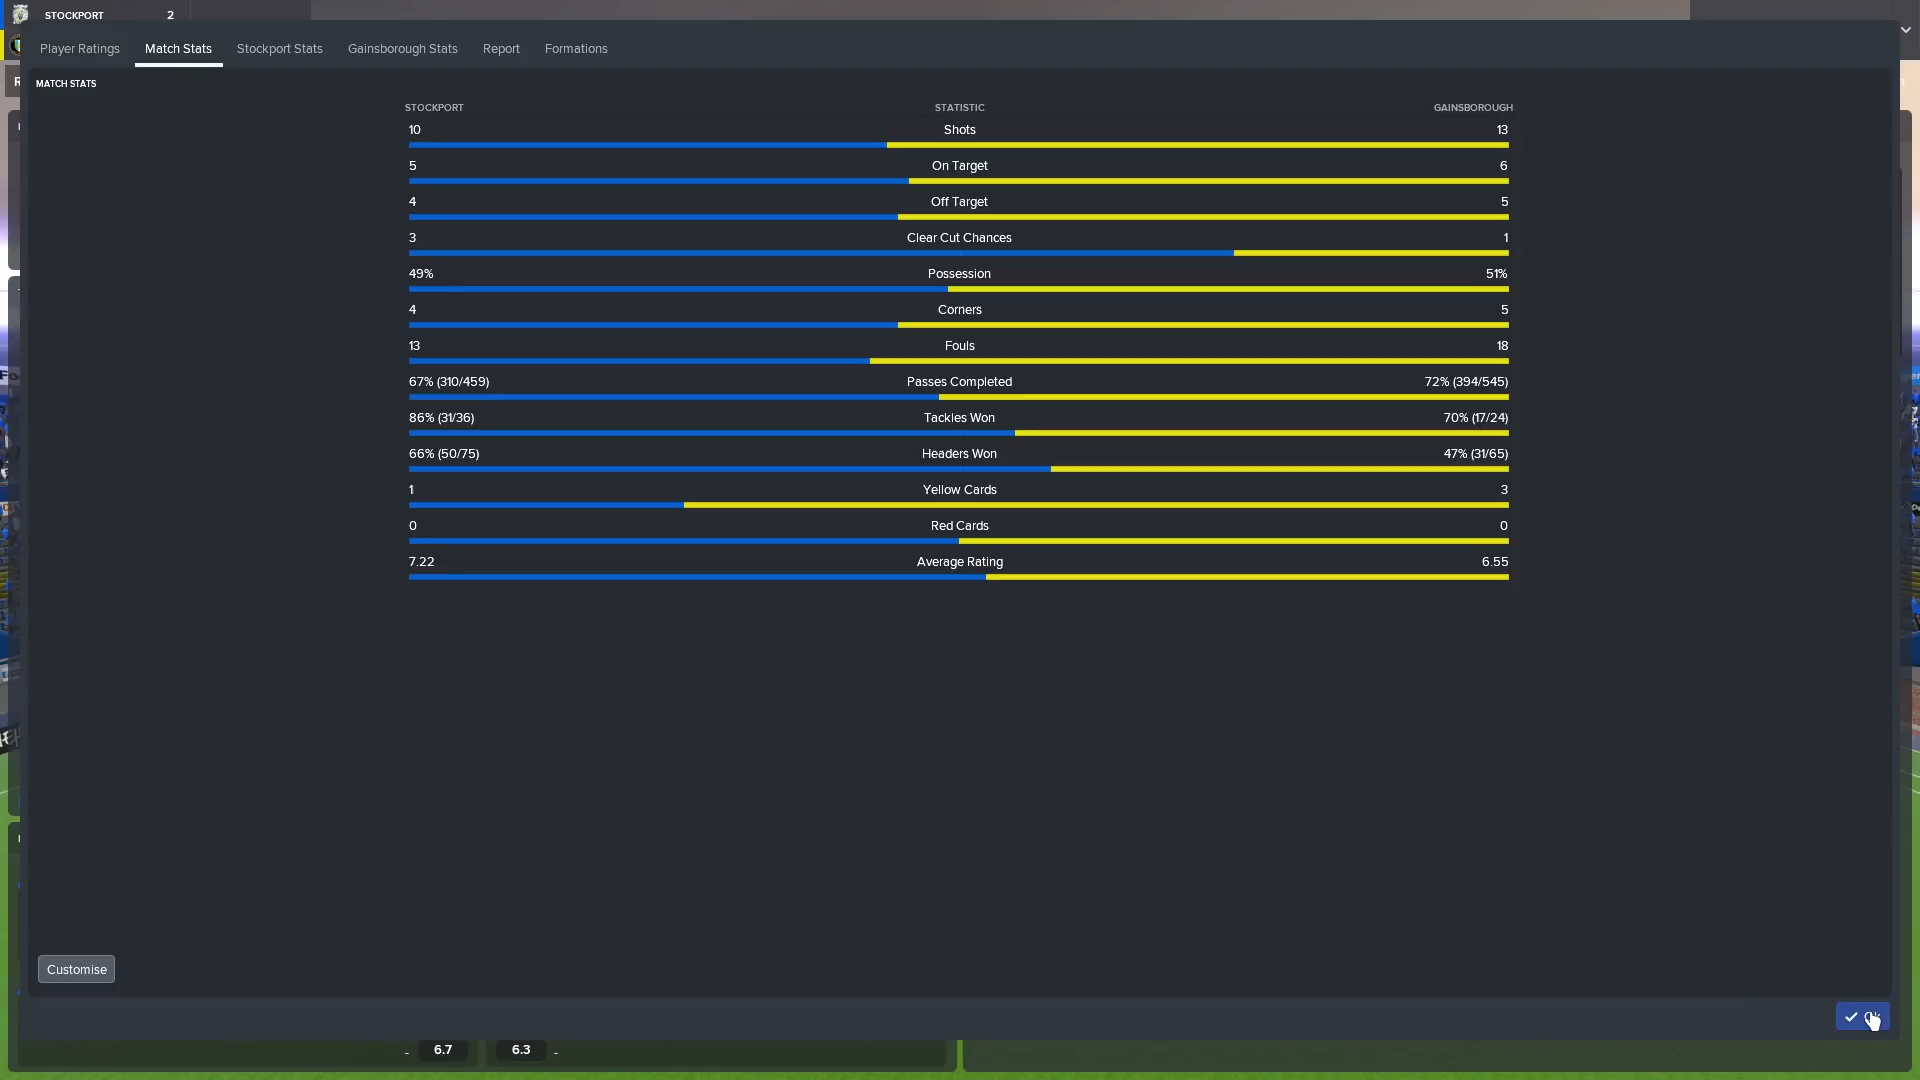 STOCKPORT 2
Player Ratings Match Stats Stockport Stats Gainsborough Stats Report Formations
MATCH STATS
STOCKPORT STATISTIC GAINSBOROUGH
10 Shots 13
5 On Target 6
4 Off Target 5
3 Clear Cut Chances 1
49% Possession 51%
4 Corners 5
13 Fouls 18
67% (310/459) Passes Completed 72% (394/545)
86% (31/36) Tackles Won 70% (17/24)
66% (50/75) Headers Won 47% (31/65)
1 Yellow Cards 3
0 Red Cards 0
7.22 Average Rating 6.55
Customise
- 6.7 6.3 -